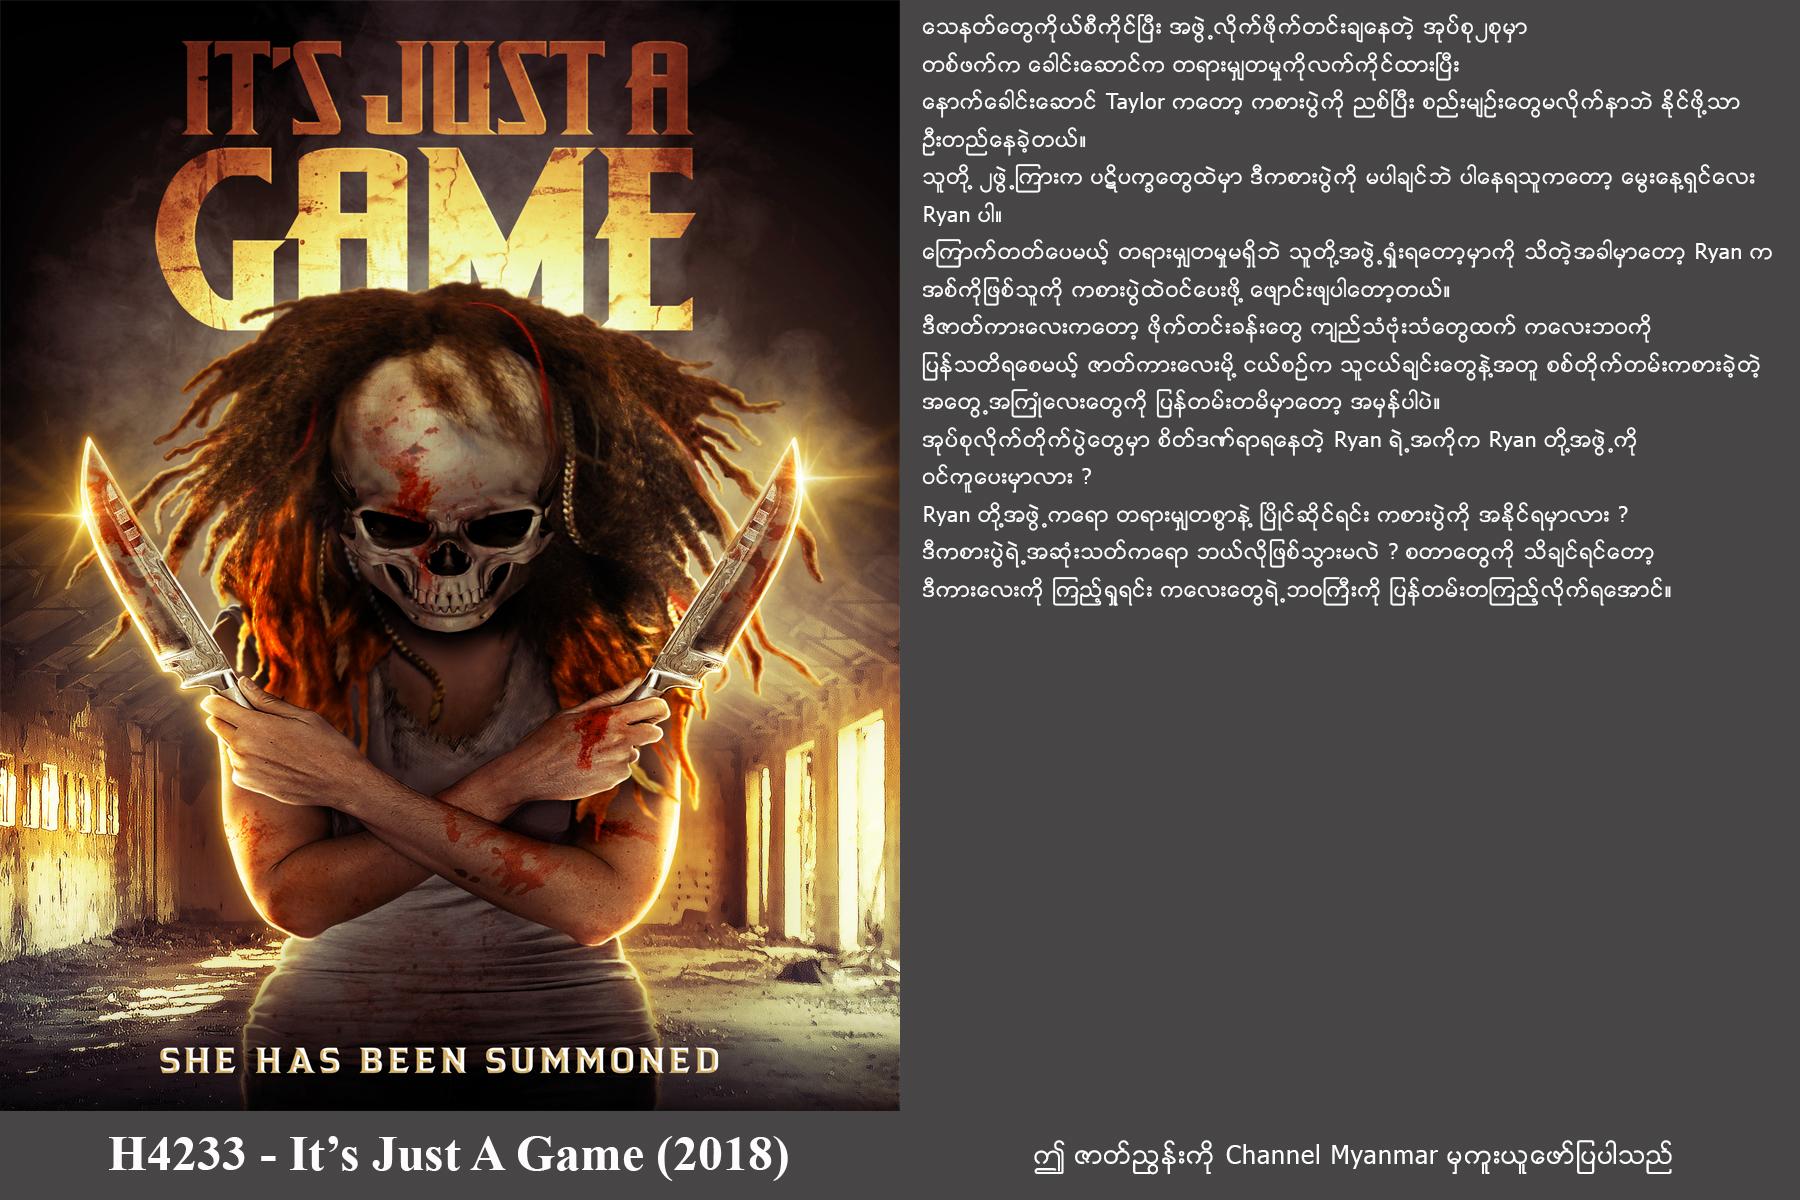 IT'S JUST A
GAME
SHE HAS BEEN SUMMONED
H4233 - It’s Just A Game (2018)
သေနတ်တွေကိုယ်စီကိုင်ပြီး အဖွဲ့လိုက်ဖိုက်တင်းချနေတဲ့ အုပ်စု၂စုမှာ
တစ်ဖက်က ခေါင်းဆောင်က တရားမျှတမှုကိုလက်ကိုင်ထားပြီး
နောက်ခေါင်းဆောင် Taylor ကတော့ ကစားပွဲကို ညစ်ပြီး စည်းမျဉ်းတွေမလိုက်နာဘဲ နိုင်ဖို့သာ
ဦးတည်နေခဲ့တယ်။
သူတို့ ၂ဖွဲ့ကြားက ပဋိပက္ခတွေထဲမှာ ဒီကစားပွဲကို မပါချင်ဘဲ ပါနေရသူကတော့ မွေးနေ့ရှင်လေး
Ryan ပါ။
ကြောက်တတ်ပေမယ့် တရားမျှတမှုမရှိဘဲ သူတို့အဖွဲ့ရှုံးရတော့မှာကို သိတဲ့အခါမှာတော့ Ryan က
အစ်ကိုဖြစ်သူကို ကစားပွဲထဲဝင်ပေးဖို့ ဖျောင်းဖျပါတော့တယ်။
ဒီဇာတ်ကားလေးကတော့ ဖိုက်တင်းခန်းတွေ ကျည်သံဗုံးသံတွေထက် ကလေးဘဝကို
ပြန်သတိရစေမယ့် ဇာတ်ကားလေးမို့ ငယ်စဉ်က သူငယ်ချင်းတွေနဲ့အတူ စစ်တိုက်တမ်းကစားခဲ့တဲ့
အတွေ့အကြုံလေးတွေကို ပြန်တမ်းတမိမှာတော့ အမှန်ပါပဲ။
အုပ်စုလိုက်တိုက်ပွဲတွေမှာ စိတ်ဒဏ်ရာရနေတဲ့ Ryan ရဲ့အကိုက Ryan တို့အဖွဲ့ကို
ဝင်ကူပေးမှာလား ?
Ryan တို့အဖွဲ့ကရော တရားမျှတစွာနဲ့ ပြိုင်ဆိုင်ရင်း ကစားပွဲကို အနိုင်ရမှာလား ?
ဒီကစားပွဲရဲ့အဆုံးသတ်ကရော ဘယ်လိုဖြစ်သွားမလဲ ? စတာတွေကို သိချင်ရင်တော့
ဒီကားလေးကို ကြည့်ရှုရင်း ကလေးတွေရဲ့ဘဝကြီးကို ပြန်တမ်းတကြည့်လိုက်ရအောင်။
ဤ ဇာတ်ညွှန်းကို Channel Myanmar မှကူးယူဖော်ပြပါသည်